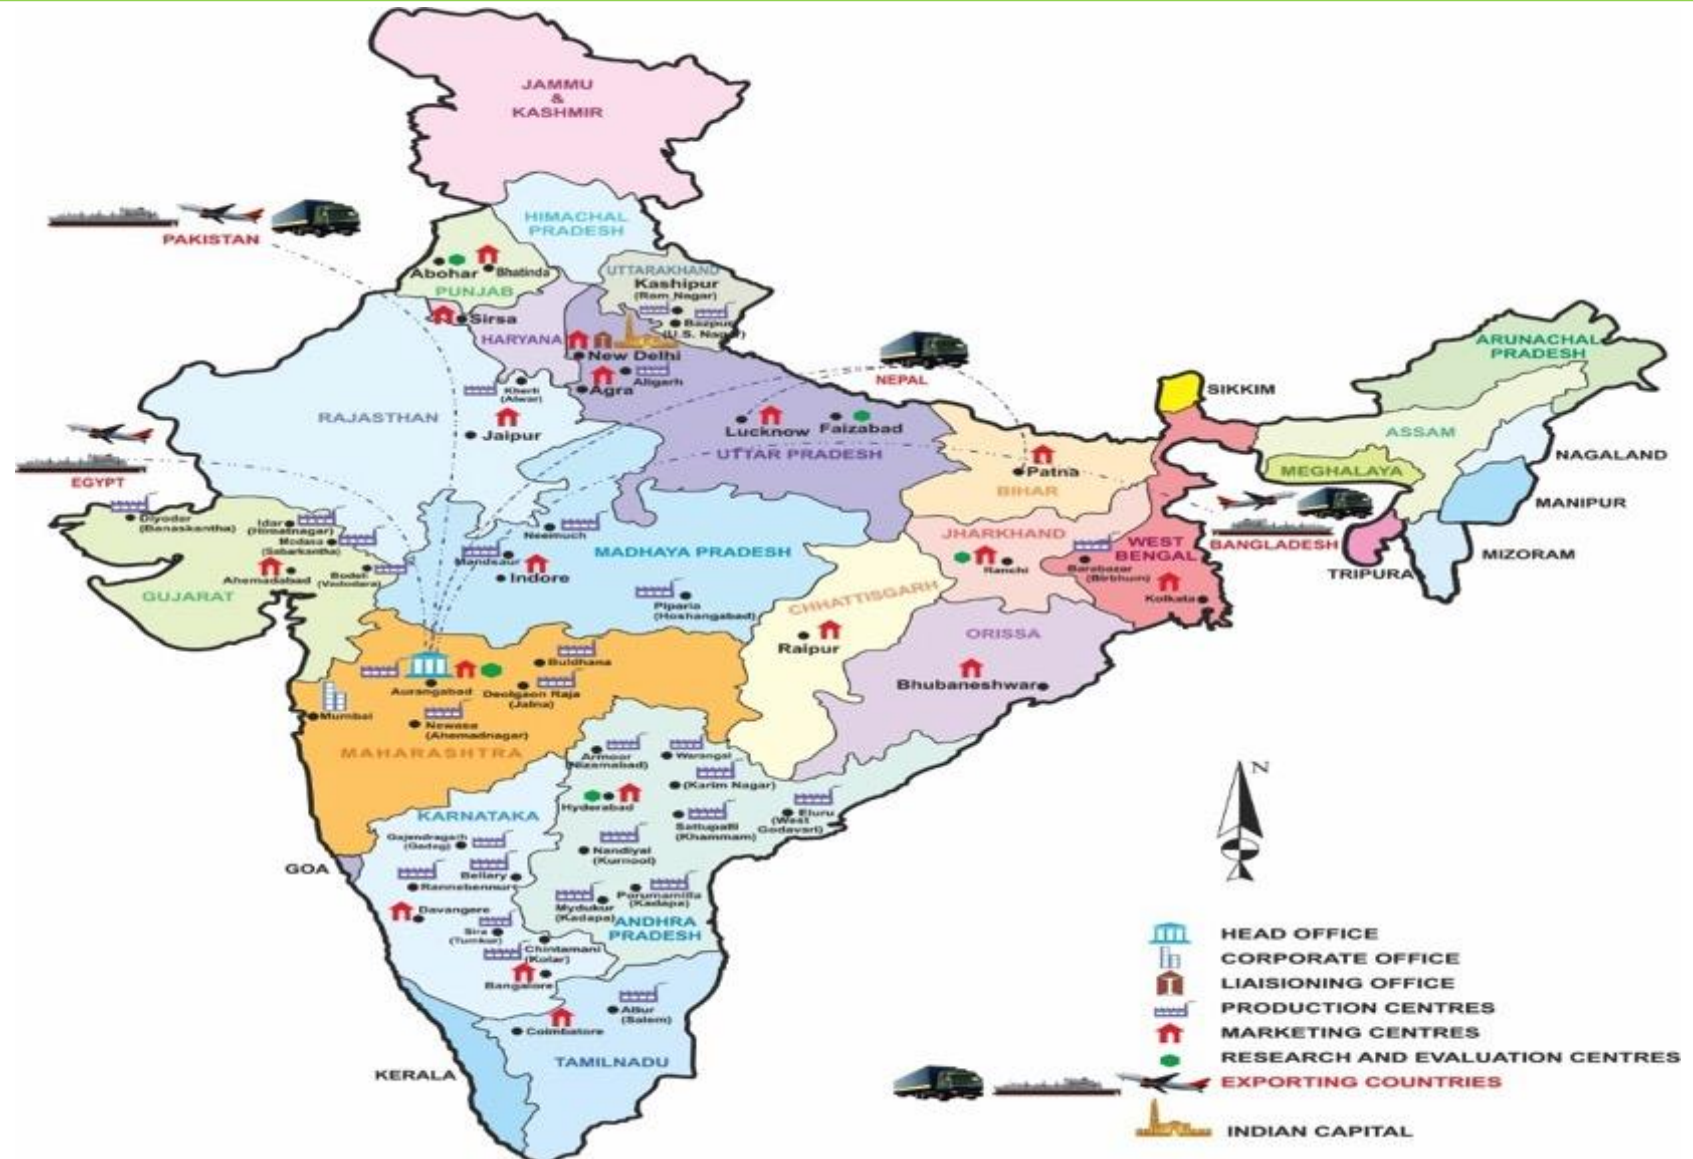 JAMMU
&
KASHMIR
HIMACHAL
PRADESH
PAKISTAN
Abohar
Bhatinda
PUNJAB
UTTARAKHAND
Kashipur
(Ram Nagar)
Bazpur
(U.S. Nagar)
Sirsa
HARYANA
New Delhi
Aligarh
Agra
Kherli
(Alwar)
RAJASTHAN
Jaipur
NEPAL
Lucknow
Faizabad
UTTAR PRADESH
Patna
BIHAR
SIKKIM
ARUNACHAL
PRADESH
ASSAM
NAGALAND
MEGHALAYA
MANIPUR
BANGLADESH
MIZORAM
TRIPURA
EGYPT
Diyodar
(Banaskantha)
Idar
(Himatnagar)
Modasa
(Sabarkantha)
Ahemadabad
Bodeli
(Vadodara)
GUJARAT
Neemuch
Mandsaur
Indore
MADHAYA PRADESH
Piparia
(Hoshangabad)
JHARKHAND
Ranchi
WEST
BENGAL
Barabazar
(Birbhum)
Kolkata
CHHATTISGARH
Raipur
ORISSA
Bhubaneshwar
Buldhana
Aurangabad
Deolgaon Raja
(Jalna)
Mumbai
Newasa
(Ahemadnagar)
MAHARASHTRA
Armoor
(Nizamabad)
Warangal
(Karim Nagar)
Hyderabad
Sattupalli
(Khammam)
Eluru
(West
Godavari)
Nandiyal
(Kurnool)
Porumamilla
(Kadapa)
Mydukur
(Kadapa)
ANDHRA
PRADESH
KARNATAKA
Gajendragarh
(Gadag)
Bellary
Rannebennur
Davangere
Sira
(Tumkur)
Chintamani
(Kolar)
Bangalore
GOA
Attur
(Salem)
Coimbatore
TAMILNADU
KERALA
N
HEAD OFFICE
CORPORATE OFFICE
LIAISIONING OFFICE
PRODUCTION CENTRES
MARKETING CENTRES
RESEARCH AND EVALUATION CENTRES
EXPORTING COUNTRIES
INDIAN CAPITAL